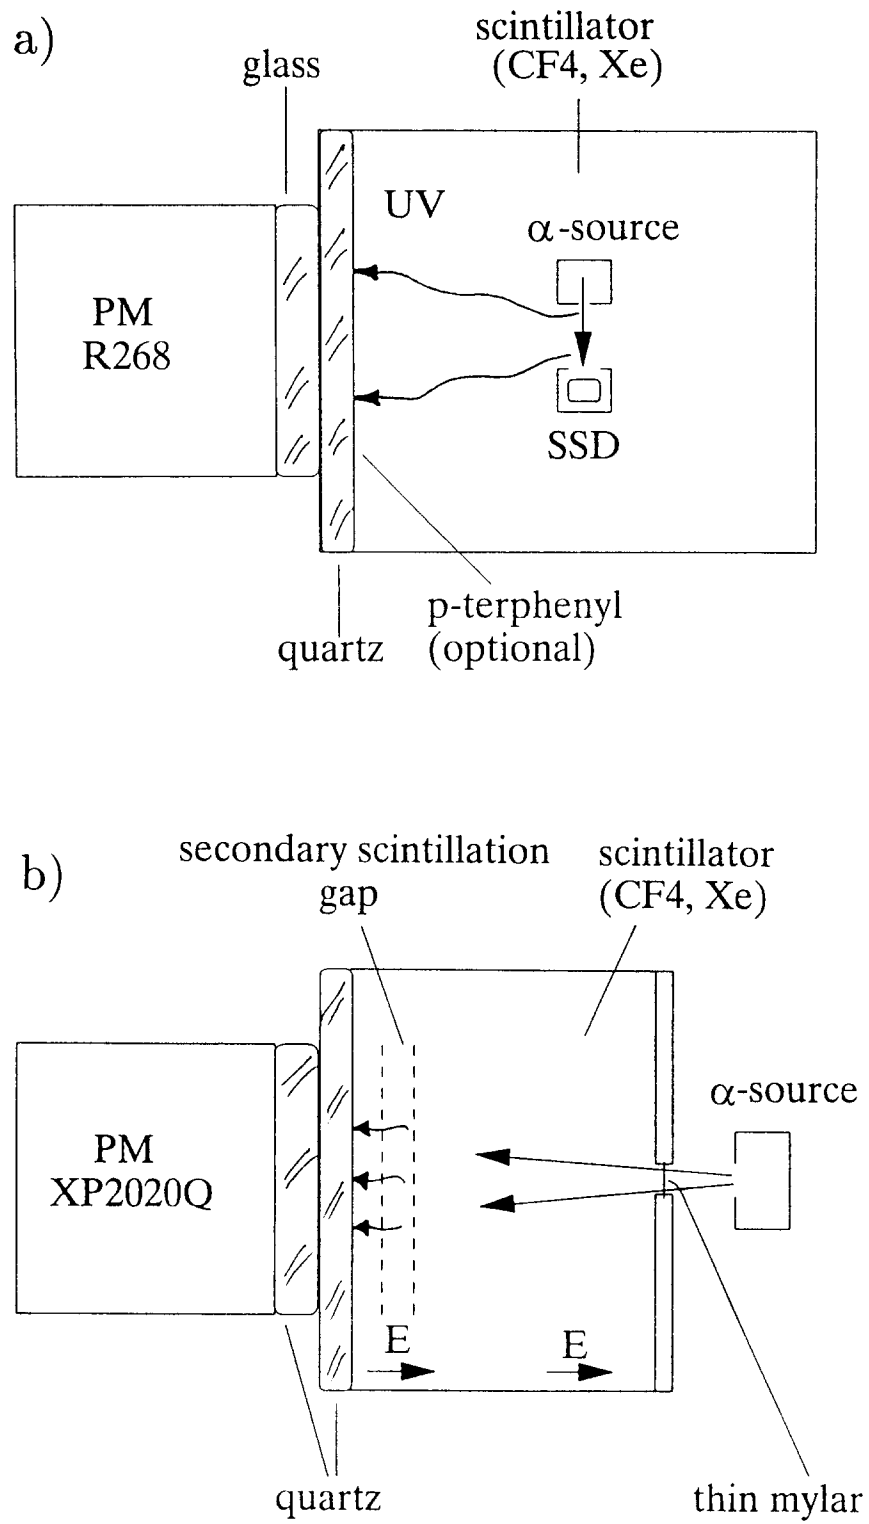 a)
scintillator
(CF4, Xe)
glass
UV
α-source
PM
R268
SSD
p-terphenyl
quartz (optional)
b)
secondary scintillation
gap
scintillator
(CF4, Xe)
α-source
PM
XP2020Q
E
E
quartz
thin mylar